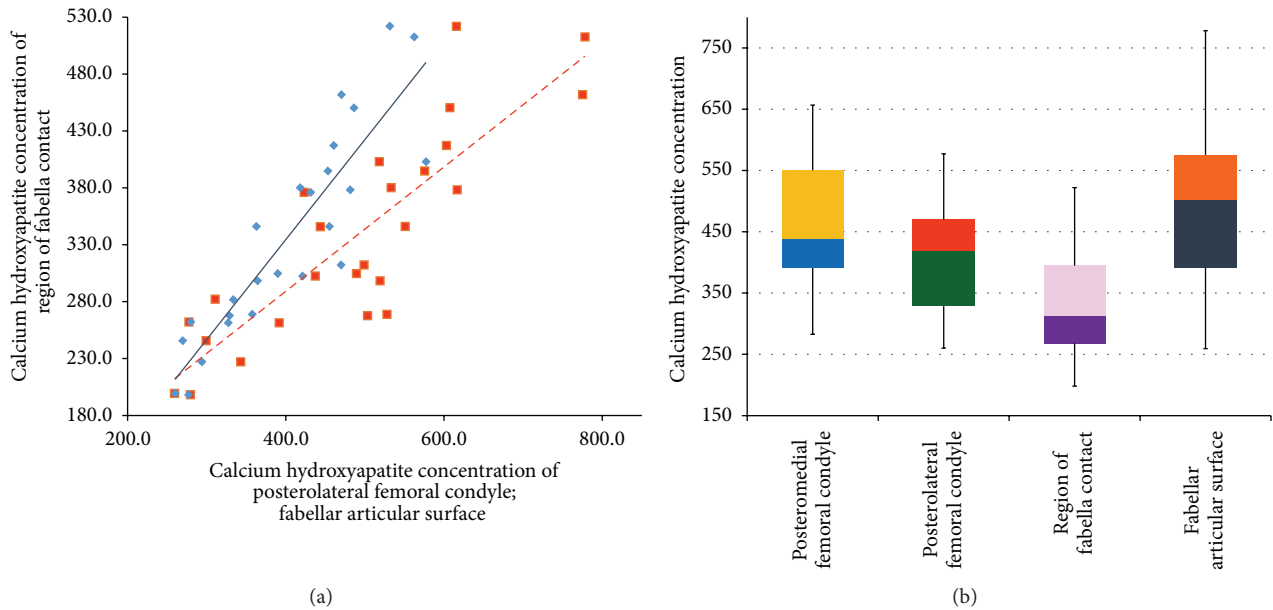 530.0
480.0
430.0
380.0
330.0
280.0
230.0
180.0
200.0 400.0 600.0 800.0
Calcium hydroxyapatite concentration of
region of fabella contact
Calcium hydroxyapatite concentration of
posterolateral femoral condyle;
fabellar articular surface
(a)
750
650
550
450
350
250
150
Calcium hydroxyapatite concentration
Posteromedial
femoral condyle
Posterolateral
femoral condyle
Region of
fabella contact
Fabellar
articular surface
(b)